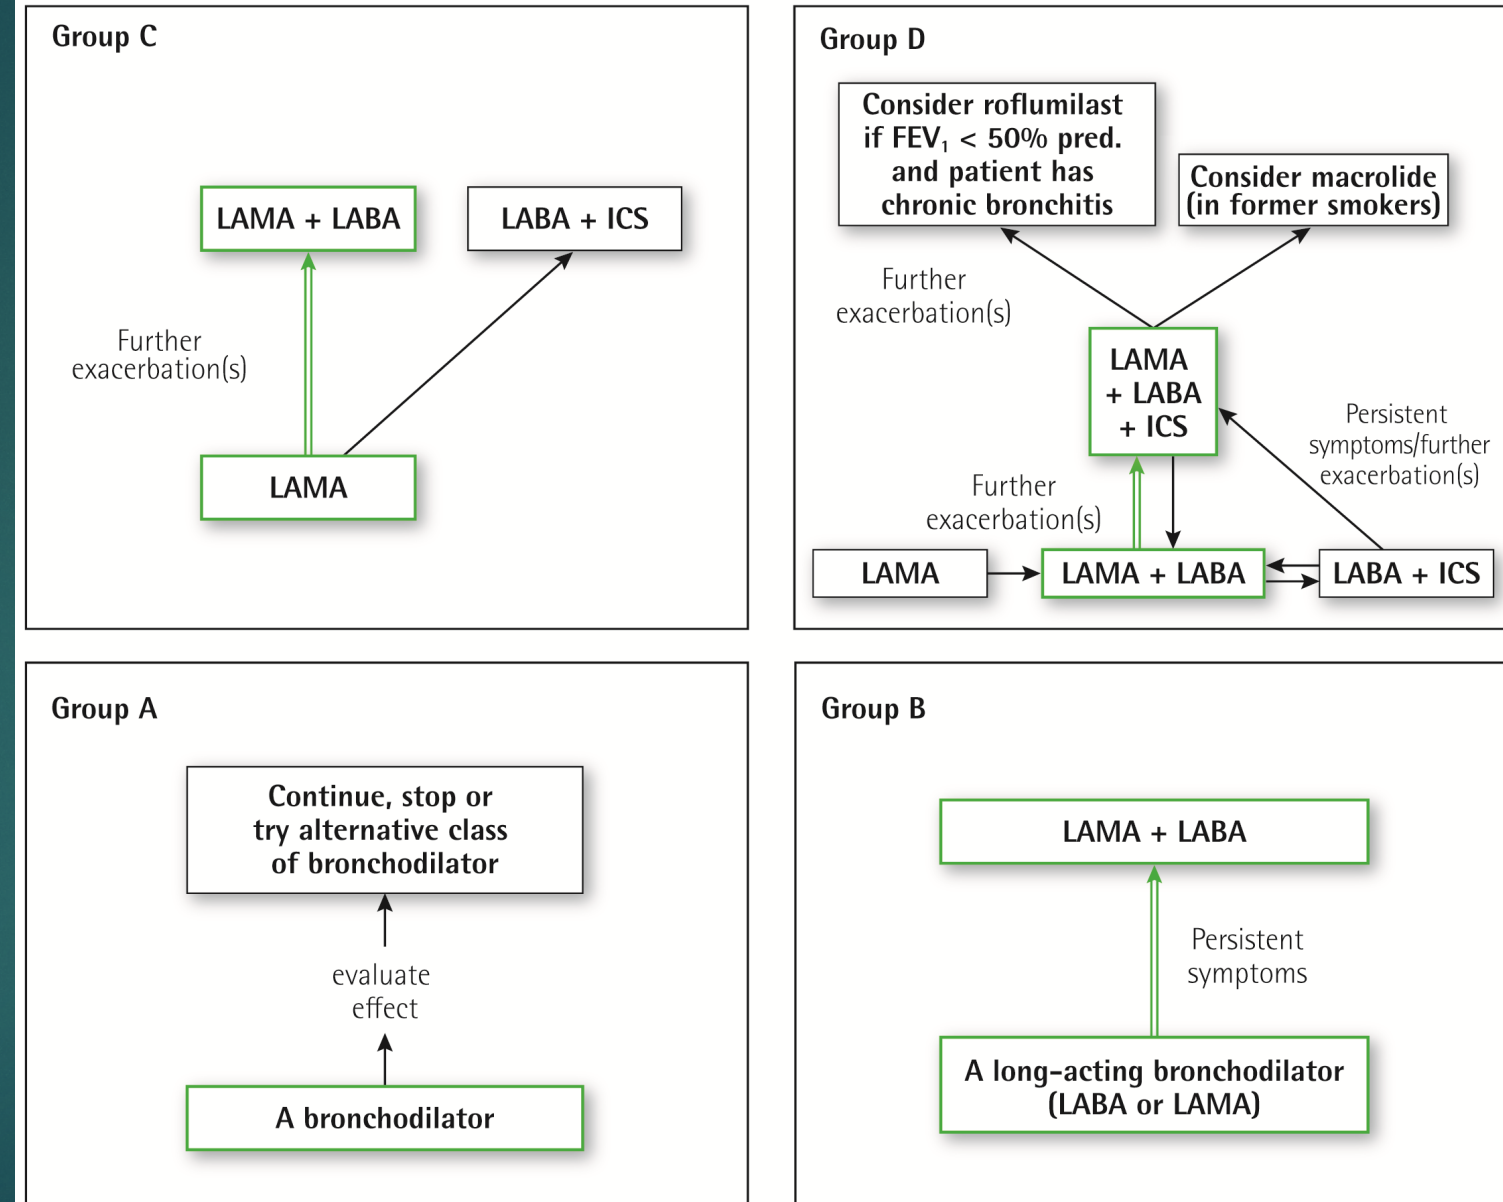 Group C
LAMA + LABA
LABA + ICS
Further
exacerbation(s)
LAMA
Group D
Consider roflumilast
if FEV₁ < 50% pred.
and patient has
chronic bronchitis
Consider macrolide
(in former smokers)
Further
exacerbation(s)
LAMA
+ LABA
+ ICS
Persistent
symptoms/further
exacerbation(s)
Further
exacerbation(s)
LAMA
LAMA + LABA
LABA + ICS
Group A
Continue, stop or
try alternative class
of bronchodilator
evaluate
effect
A bronchodilator
Group B
LAMA + LABA
Persistent
symptoms
A long-acting bronchodilator
(LABA or LAMA)